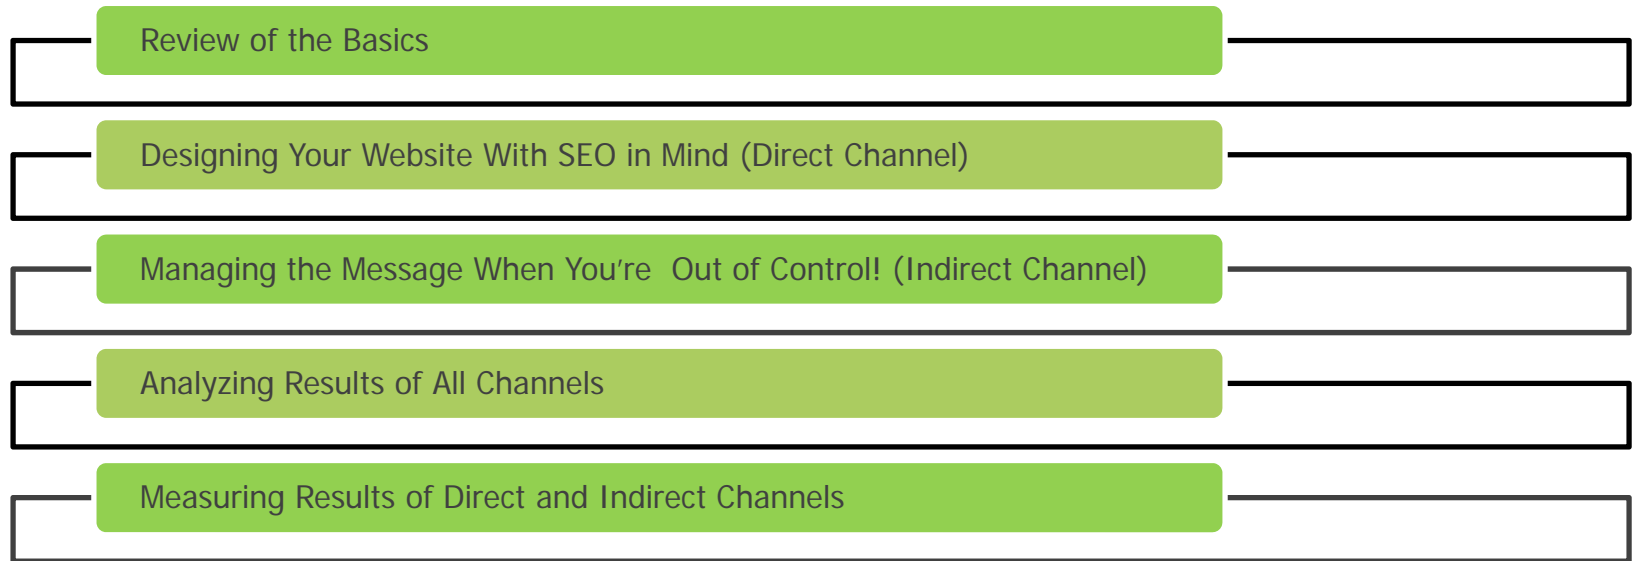 Review of the Basics
Designing Your Website With SEO in Mind (Direct Channel)
Managing the Message When You're  Out of Control! (Indirect Channel)
Analyzing Results of All Channels
Measuring Results of Direct and Indirect Channels